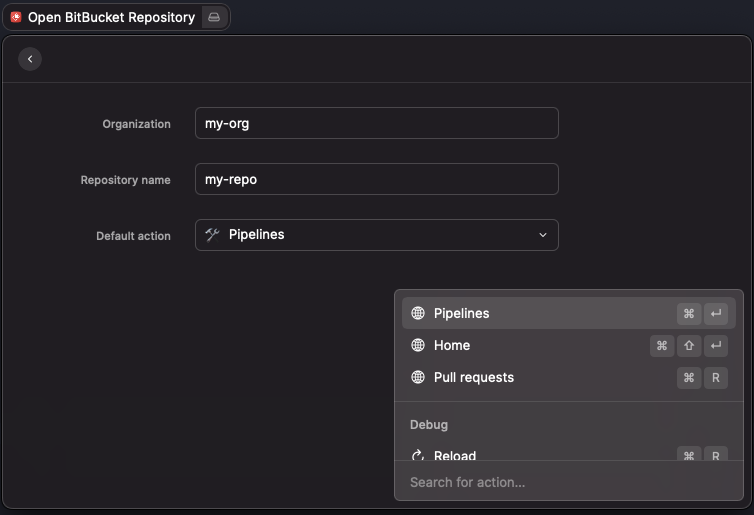 Open BitBucket Repository
Organization
my-org
Repository name
my-repo
Default action
Pipelines
Pipelines ⌘ ↵
Home ⌘ ⇧ ↵
Pull requests ⌘ R
Debug
Reload ⌘ R
Search for action...